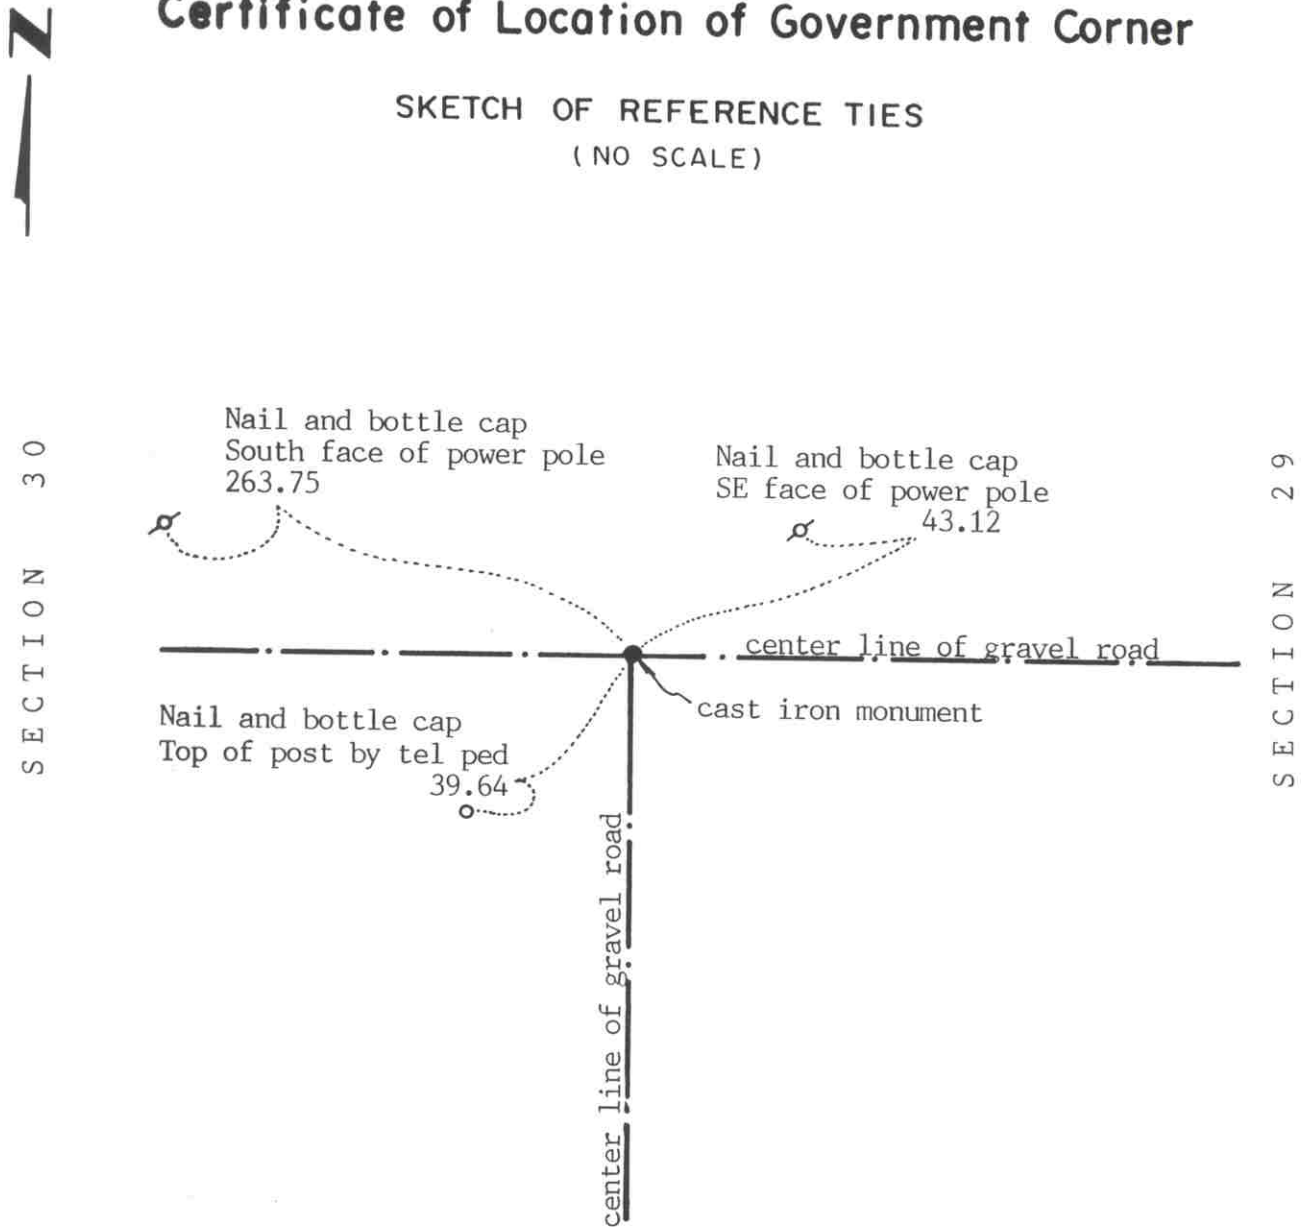 N
Certificate of Location of Government Corner
SKETCH OF REFERENCE TIES
(NO SCALE)
SECTION 30
Nail and bottle cap
South face of power pole
263.75
Nail and bottle cap
SE face of power pole
43.12
SECTION 29
center line of gravel road
cast iron monument
Nail and bottle cap
Top of post by tel ped
39.64
center line of gravel road